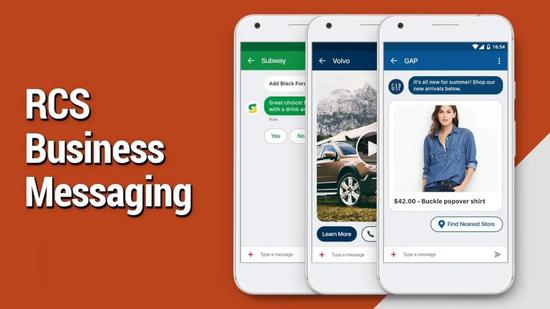 RCS
Business
Messaging
Subway
Add Black Fore
Great choice!
with a drink a
Now
Yes
No
Type a message
Volvo
Learn More
Type a message
16:54
GAP
GAP
It's all new for summer! Shop our
new arrivals below.
$42.00 - Buckle popover shirt
Find Nearest Store
Type a message